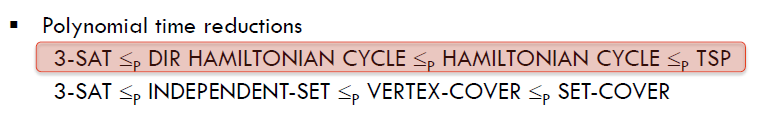 ▪ Polynomial time reductions
3-SAT ≤P DIR HAMILTONIAN CYCLE ≤P HAMILTONIAN CYCLE ≤P TSP
3-SAT ≤P INDEPENDENT-SET ≤P VERTEX-COVER ≤P SET-COVER